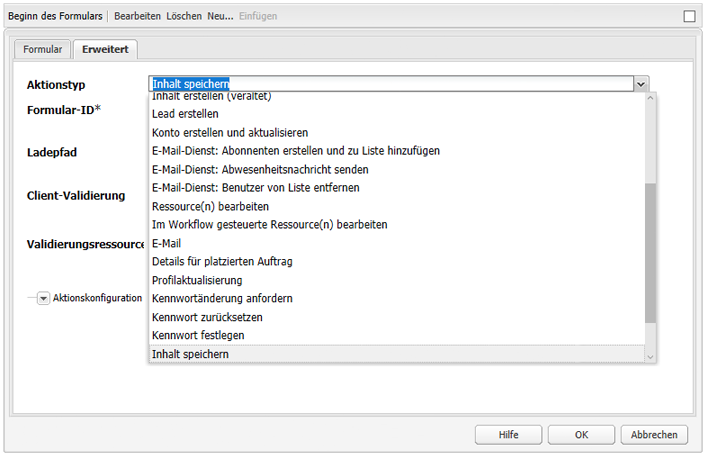 Beginn des Formulars | Bearbeiten Löschen Neu... Einfügen
Formular Erweitert
Aktionstyp Inhalt speichern
Inhalt erstellen (veraltet)
Formular-ID* Lead erstellen
Konto erstellen und aktualisieren
Ladepfad E-Mail-Dienst: Abonnenten erstellen und zu Liste hinzufügen
E-Mail-Dienst: Abwesenheitsnachricht senden
Client-Validierung E-Mail-Dienst: Benutzer von Liste entfernen
Ressource(n) bearbeiten
Im Workflow gesteuerte Ressource(n) bearbeiten
Validierungsressource E-Mail
Details für platzierten Auftrag
Profilaktualisierung
Aktionskonfiguration Kennwortänderung anfordern
Kennwort zurücksetzen
Kennwort festlegen
Inhalt speichern
Hilfe OK Abbrechen